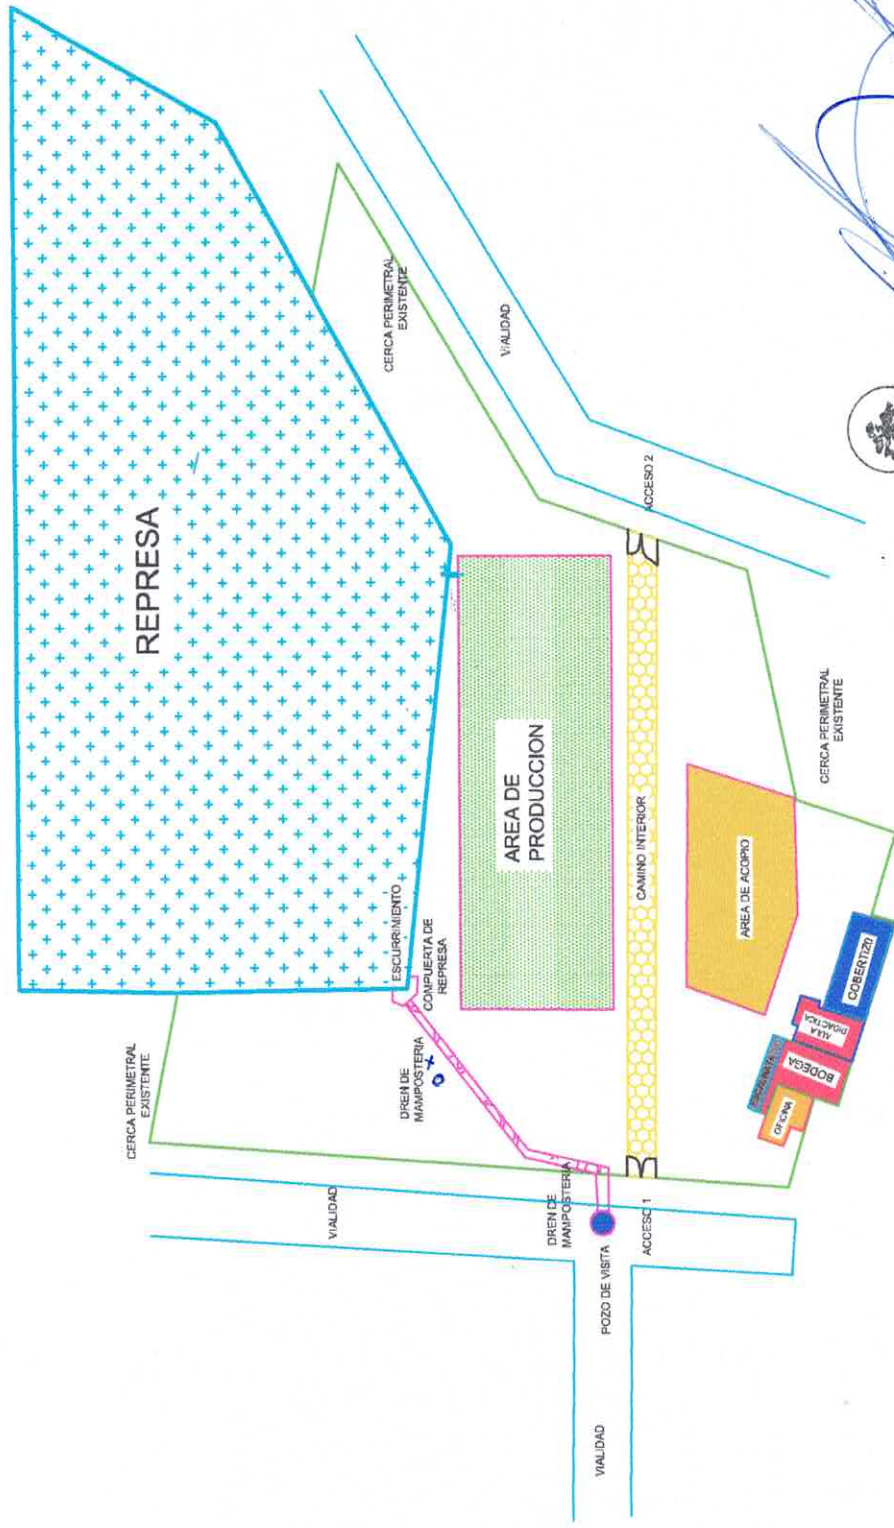 REPRESA
CERCA PERIMETRAL
EXISTENTE
VIALIDAD
ACCESO 2
AREA DE
PRODUCCION
CAMINO INTERIOR
CERCA PERIMETRAL
EXISTENTE
AREA DE ACOPIO
COBERTIZO
AULA
DIDACTICA
BODEGA
OFICINA
ESCURRIMIENTO
COMPUERTA DE
REPRESA
DREN DE
MAMPOSTERIA
CERCA PERIMETRAL
EXISTENTE
VIALIDAD
DREN DE
MAMPOSTERIA
ACCESO 1
POZO DE VISITA
VIALIDAD